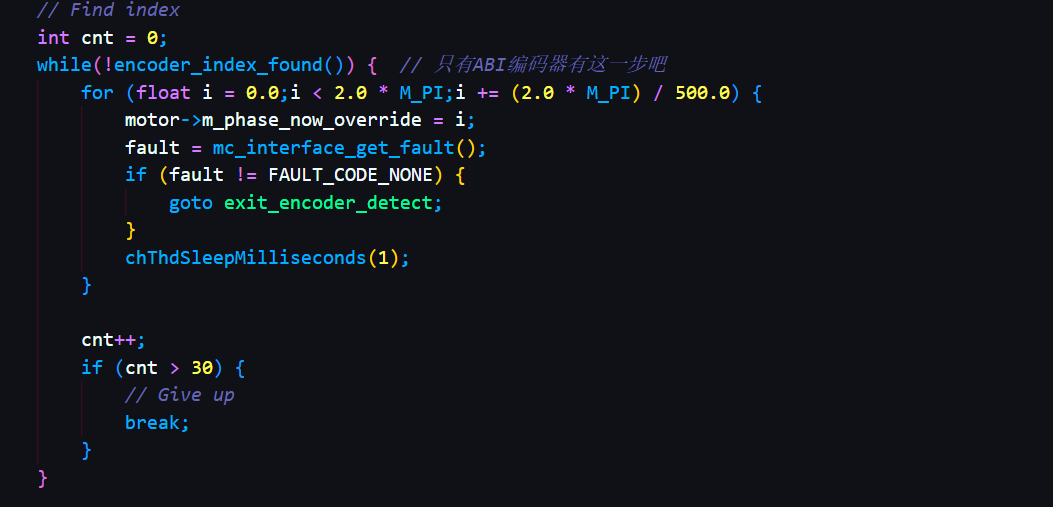 // Find index
int cnt = 0;
while(!encoder_index_found()) {  // 只有ABI编码器有这一步吧
    for (float i = 0.0;i < 2.0 * M_PI;i += (2.0 * M_PI) / 500.0) {
        motor->m_phase_now_override = i;
        fault = mc_interface_get_fault();
        if (fault != FAULT_CODE_NONE) {
            goto exit_encoder_detect;
        }
        chThdSleepMilliseconds(1);
    }

    cnt++;
    if (cnt > 30) {
        // Give up
        break;
    }
}